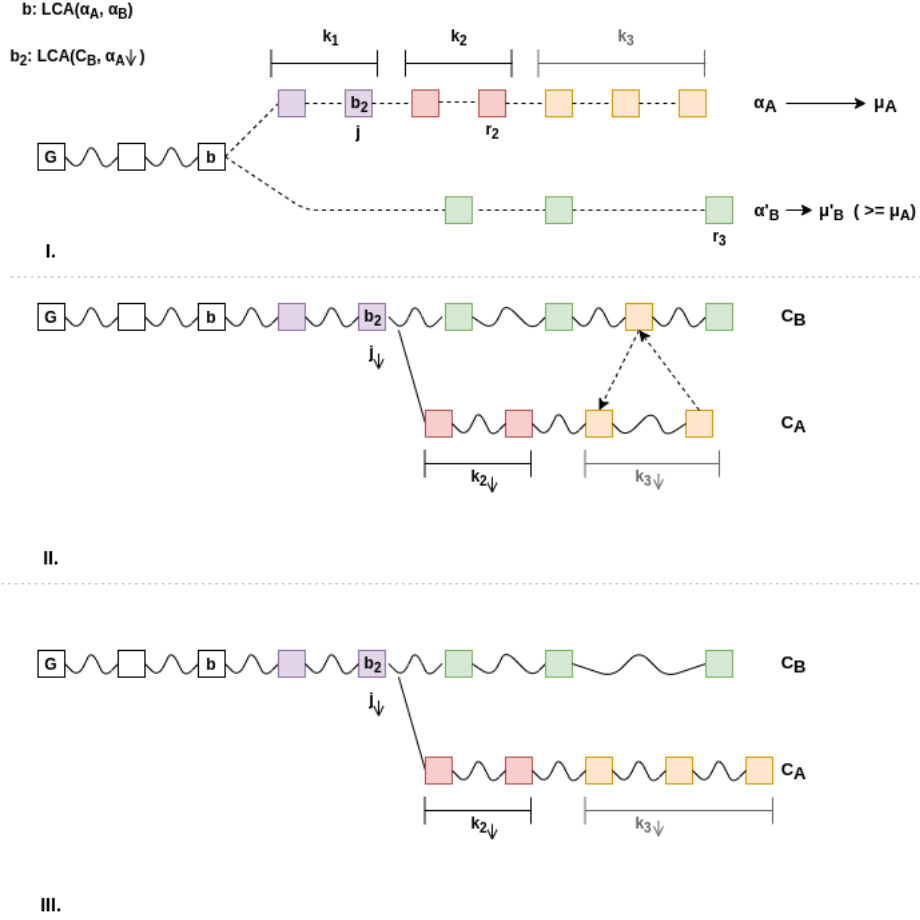 b: LCA(αA, αB)
b2: LCA(CB, αA↓)
k1 k2 k3
b2
αA → μA
j r2
G b
α'B → μ'B ( >= μA)
r3
I.
G b b2 CB
j↓
CA
k2↓ k3↓
II.
G b b2 CB
j↓
CA
k2↓ k3↓
III.